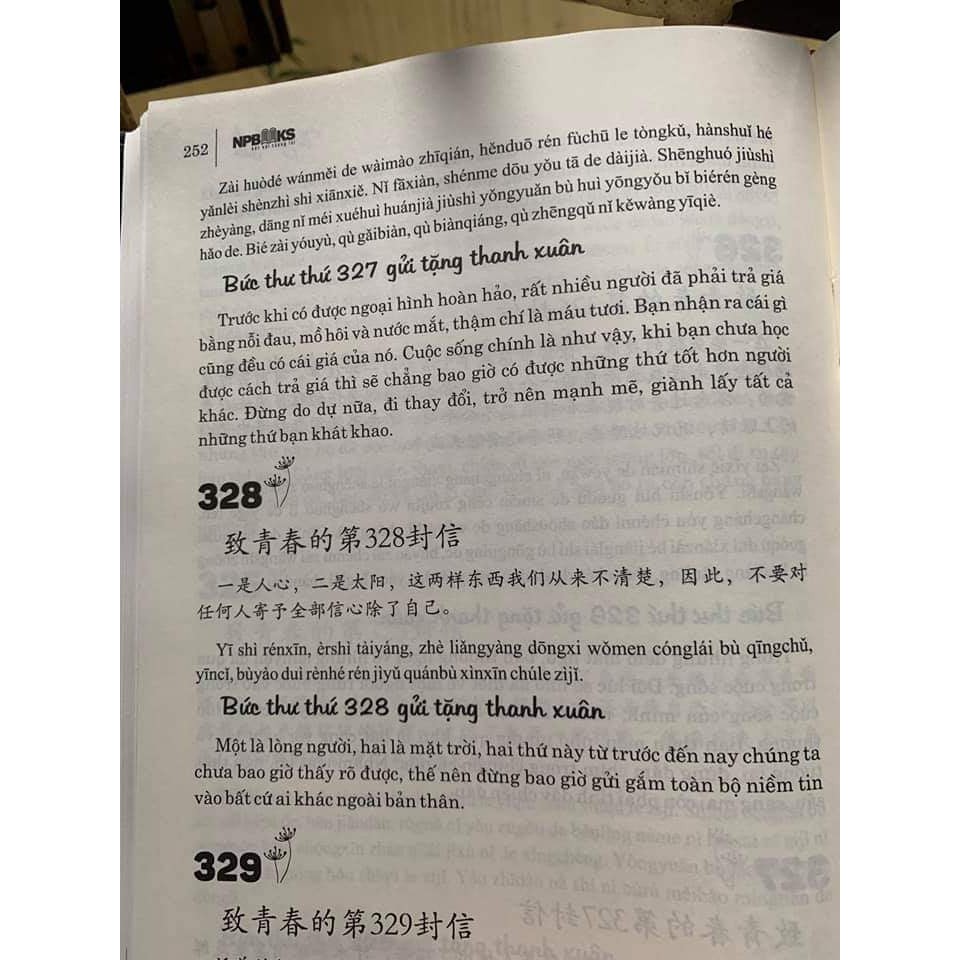 252
NPBOOKS
Zài huòdé wánměi de wàimào zhīqián, hěnduō rén fùchū le tòngkǔ, hànshuǐ hé
yǎnlèi shènzhì shì xiānxiě. Nǐ fāxiàn, shénme dōu yǒu tā de dàijià. Shēnghuó jiùshì
zhèyàng, dāng nǐ méi xuéhuì huánjià jiùshì yǒngyuǎn bù huì yōngyǒu bǐ biérén gèng
hǎo de. Bié zài yóuyù, qù gǎibiàn, qù biànqiáng, qù zhēngqǔ nǐ kěwàng yīqiè.
Bức thư thứ 327 gửi tặng thanh xuân
Trước khi có được ngoại hình hoàn hảo, rất nhiều người đã phải trả giá
bằng nỗi đau, mồ hôi và nước mắt, thậm chí là máu tươi. Bạn nhận ra cái gì
cũng đều có cái giá của nó. Cuộc sống chính là như vậy, khi bạn chưa học
được cách trả giá thì sẽ chẳng bao giờ có được những thứ tốt hơn người
khác. Đừng do dự nữa, đi thay đổi, trở nên mạnh mẽ, giành lấy tất cả
những thứ bạn khát khao.
328
致青春的第328封信
一是人心，二是太阳，这两样东西我们从来不清楚，因此，不要对
任何人寄予全部信心除了自己。
Yī shì rénxīn, èrshì tàiyáng, zhè liǎngyàng dōngxi wǒmen cónglái bù qīngchǔ,
yīncǐ, bùyào duì rènhé rén jìyǔ quánbù xìnxīn chúle zìjǐ.
Bức thư thứ 328 gửi tặng thanh xuân
Một là lòng người, hai là mặt trời, hai thứ này từ trước đến nay chúng ta
chưa bao giờ thấy rõ được, thế nên đừng bao giờ gửi gắm toàn bộ niềm tin
vào bất cứ ai khác ngoài bản thân.
329
致青春的第329封信